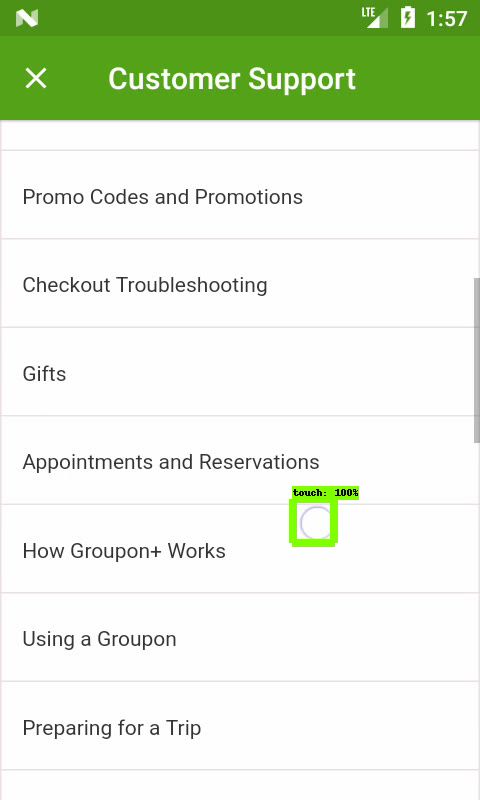 LTE 1:57
Customer Support
Promo Codes and Promotions
Checkout Troubleshooting
Gifts
Appointments and Reservations
touch: 100%
How Groupon+ Works
Using a Groupon
Preparing for a Trip